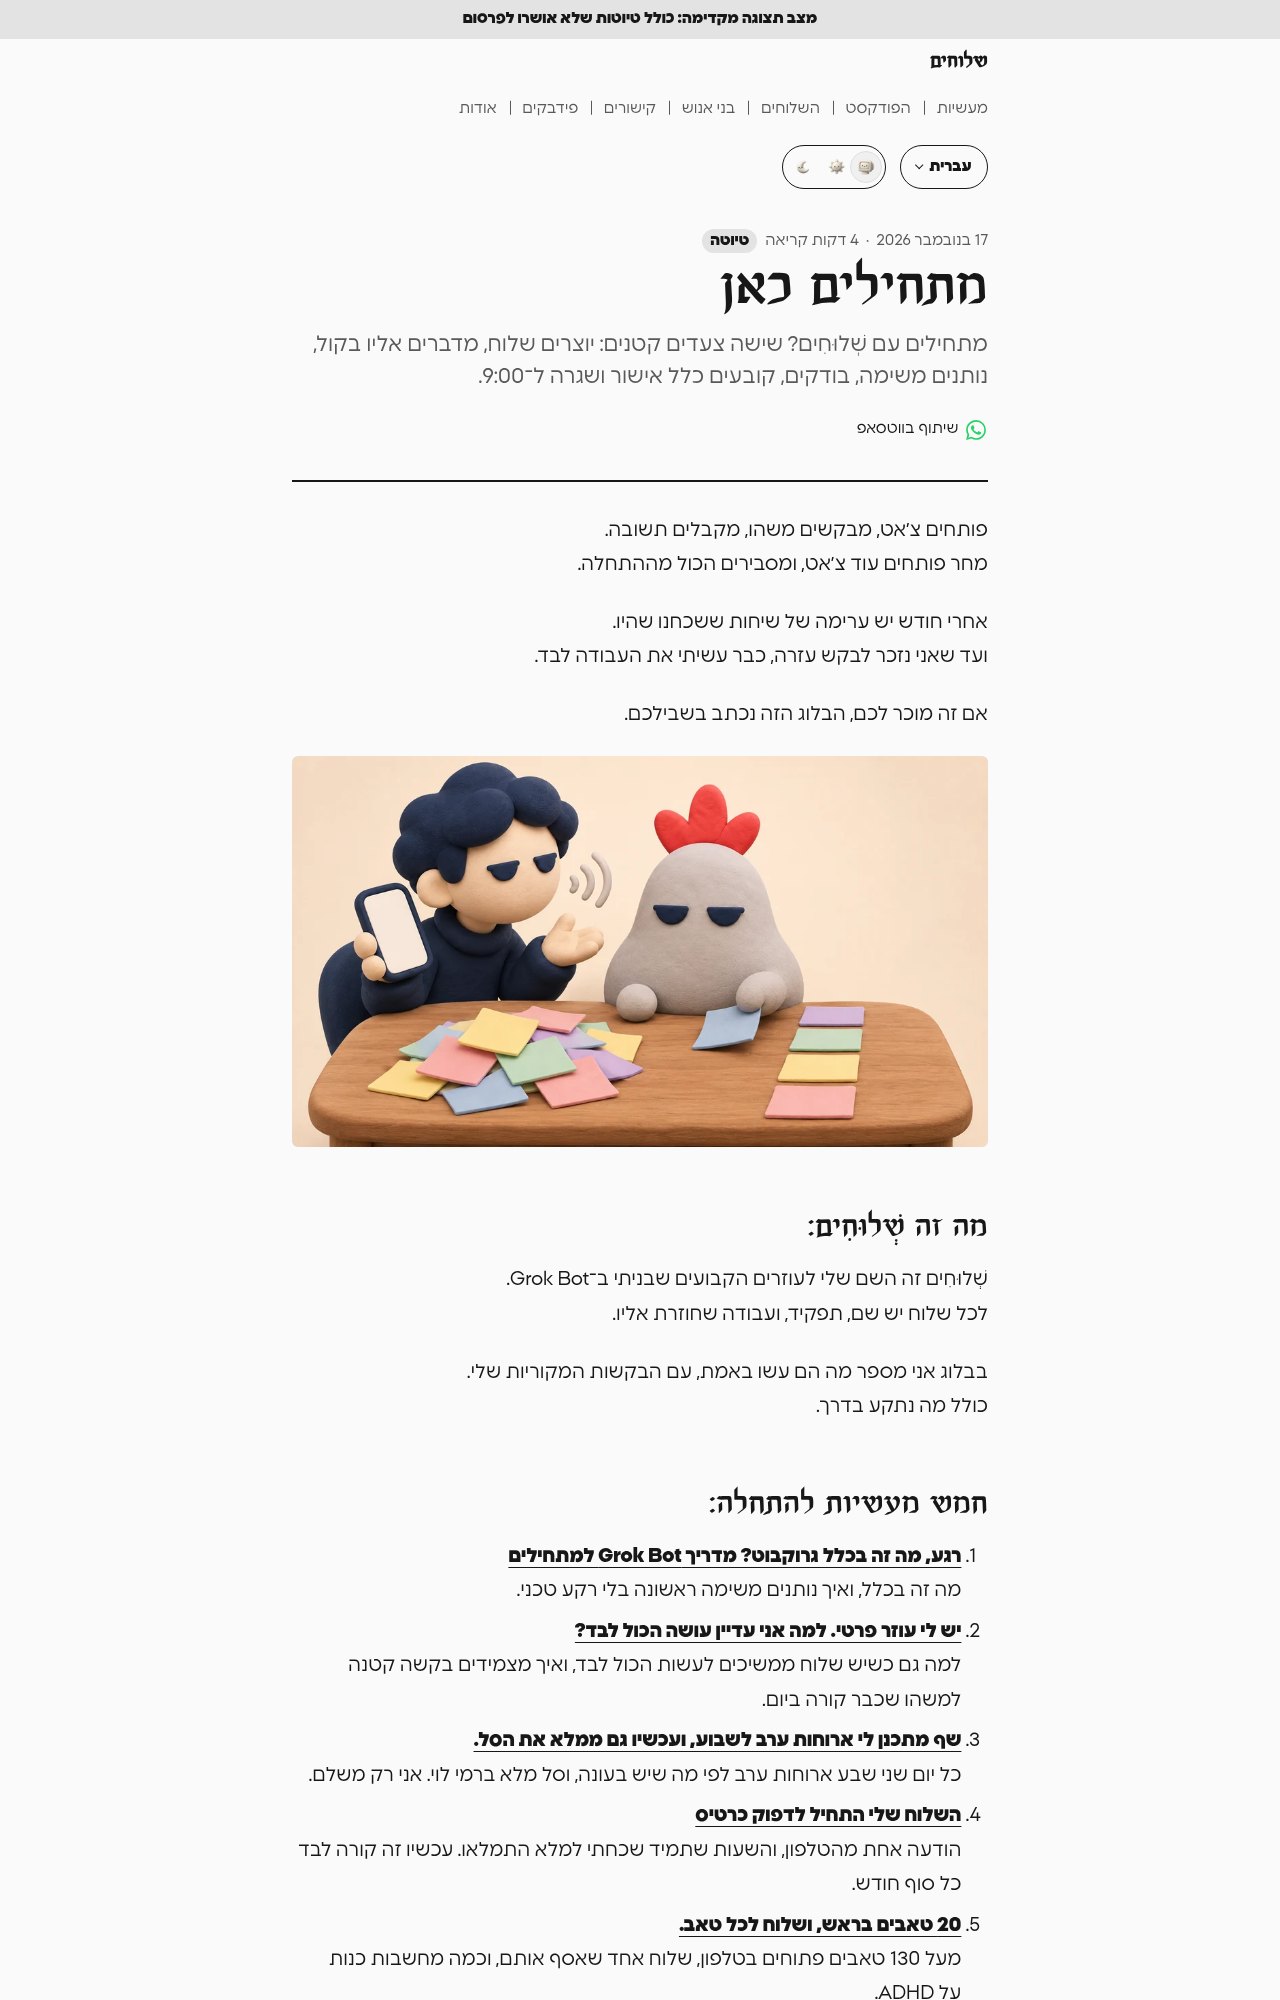 מצב תצוגה מקדימה: כולל טיוטות שלא אושרו לפרסום
שלוחים
מעשיות | הפודקסט | השלוחים | בני אנוש | קישורים | פידבקים | אודות
עברית
17 בנובמבר 2026 · 4 דקות קריאה טיוטה
מתחילים כאן
מתחילים עם שְׁלוּחִים? שישה צעדים קטנים: יוצרים שלוח, מדברים אליו בקול,
נותנים משימה, בודקים, קובעים כלל אישור ושגרה ל־9:00.
שיתוף בווטסאפ
פותחים צ׳אט, מבקשים משהו, מקבלים תשובה.
מחר פותחים עוד צ׳אט, ומסבירים הכול מההתחלה.
אחרי חודש יש ערימה של שיחות ששכחנו שהיו.
ועד שאני נזכר לבקש עזרה, כבר עשיתי את העבודה לבד.
אם זה מוכר לכם, הבלוג הזה נכתב בשבילכם.
מה זה שְׁלוּחִים:
שְׁלוּחִים זה השם שלי לעוזרים הקבועים שבניתי ב־Grok Bot.
לכל שלוח יש שם, תפקיד, ועבודה שחוזרת אליו.
בבלוג אני מספר מה הם עשו באמת, עם הבקשות המקוריות שלי.
כולל מה נתקע בדרך.
חמש מעשיות להתחלה:
1. רגע, מה זה בכלל גרוקבוט? מדריך Grok Bot למתחילים
מה זה בכלל, ואיך נותנים משימה ראשונה בלי רקע טכני.
2. יש לי עוזר פרטי. למה אני עדיין עושה הכול לבד?
למה גם כשיש שלוח ממשיכים לעשות הכול לבד, ואיך מצמידים בקשה קטנה
למשהו שכבר קורה ביום.
3. שף מתכנן לי ארוחות ערב לשבוע, ועכשיו גם ממלא את הסל.
כל יום שני שבע ארוחות ערב לפי מה שיש בעונה, וסל מלא ברמי לוי. אני רק משלם.
4. השלוח שלי התחיל לדפוק כרטיס
הודעה אחת מהטלפון, והשעות שתמיד שכחתי למלא התמלאו. עכשיו זה קורה לבד
כל סוף חודש.
5. 20 טאבים בראש, ושלוח לכל טאב.
מעל 130 טאבים פתוחים בטלפון, שלוח אחד שאסף אותם, וכמה מחשבות כנות
על ADHD.